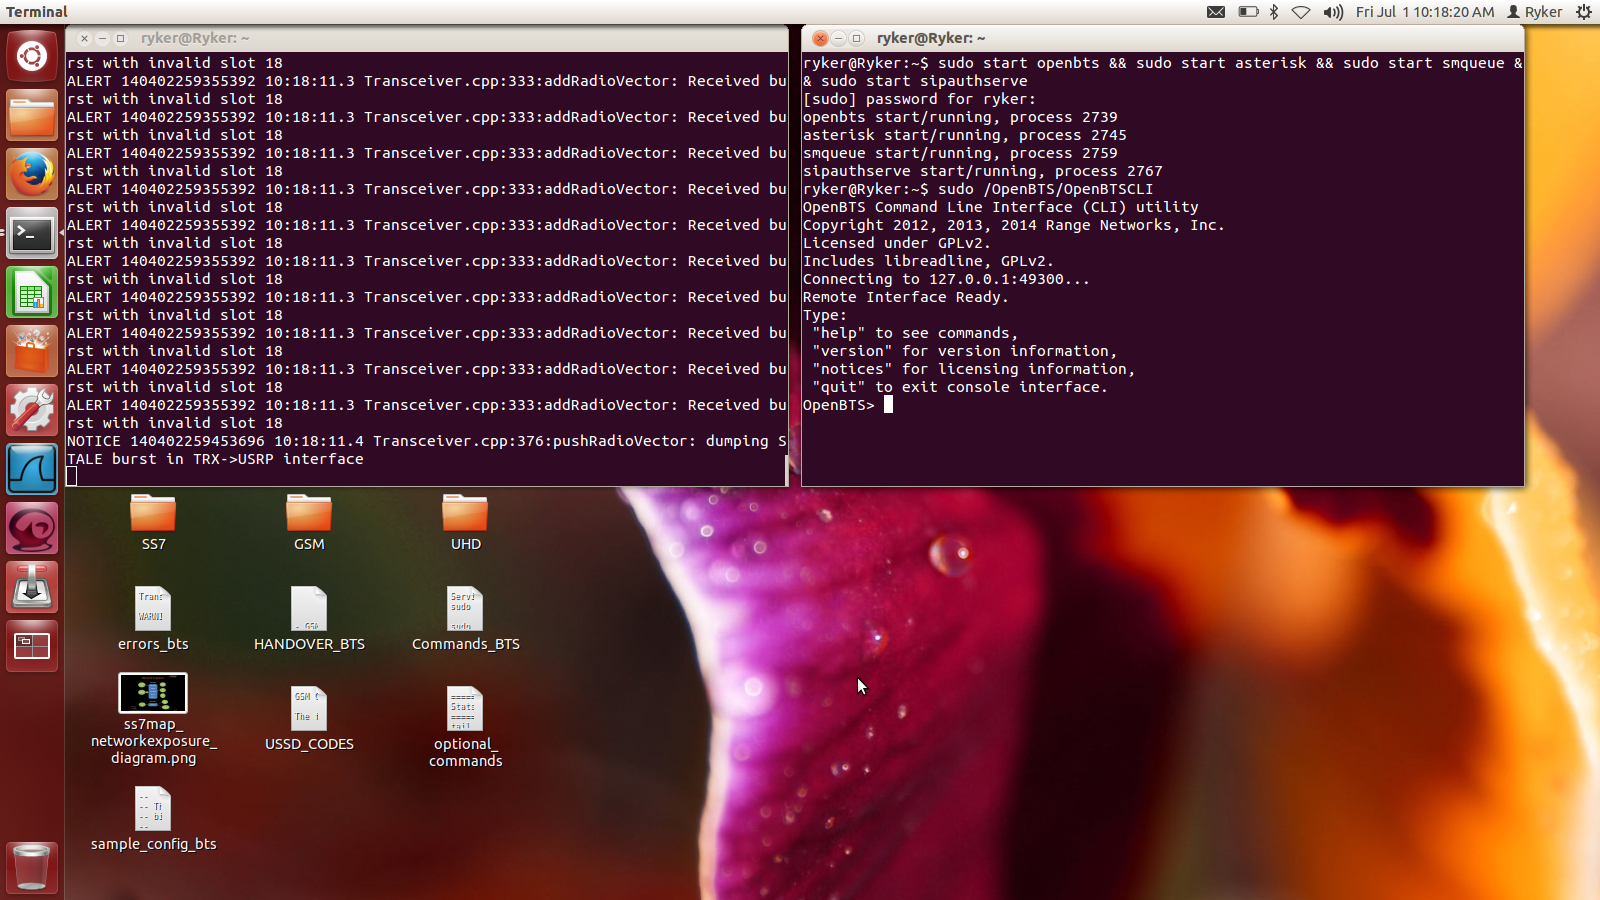 Terminal
Fri Jul 1 10:18:20 AM
Ryker
ryker@Ryker: ~
rst with invalid slot 18
ALERT 140402259355392 10:18:11.3 Transceiver.cpp:333:addRadioVector: Received bu
rst with invalid slot 18
ALERT 140402259355392 10:18:11.3 Transceiver.cpp:333:addRadioVector: Received bu
rst with invalid slot 18
ALERT 140402259355392 10:18:11.3 Transceiver.cpp:333:addRadioVector: Received bu
rst with invalid slot 18
ALERT 140402259355392 10:18:11.3 Transceiver.cpp:333:addRadioVector: Received bu
rst with invalid slot 18
ALERT 140402259355392 10:18:11.3 Transceiver.cpp:333:addRadioVector: Received bu
rst with invalid slot 18
ALERT 140402259355392 10:18:11.3 Transceiver.cpp:333:addRadioVector: Received bu
rst with invalid slot 18
ALERT 140402259355392 10:18:11.3 Transceiver.cpp:333:addRadioVector: Received bu
rst with invalid slot 18
ALERT 140402259355392 10:18:11.3 Transceiver.cpp:333:addRadioVector: Received bu
rst with invalid slot 18
ALERT 140402259355392 10:18:11.3 Transceiver.cpp:333:addRadioVector: Received bu
rst with invalid slot 18
ALERT 140402259355392 10:18:11.3 Transceiver.cpp:333:addRadioVector: Received bu
rst with invalid slot 18
NOTICE 140402259453696 10:18:11.4 Transceiver.cpp:376:pushRadioVector: dumping S
TALE burst in TRX->USRP interface
ryker@Ryker: ~
ryker@Ryker:~$ sudo start openbts && sudo start asterisk && sudo start smqueue &
& sudo start sipauthserve
[sudo] password for ryker:
openbts start/running, process 2739
asterisk start/running, process 2745
smqueue start/running, process 2759
sipauthserve start/running, process 2767
ryker@Ryker:~$ sudo /OpenBTS/OpenBTSCLI
OpenBTS Command Line Interface (CLI) utility
Copyright 2012, 2013, 2014 Range Networks, Inc.
Licensed under GPLv2.
Includes libreadline, GPLv2.
Connecting to 127.0.0.1:49300...
Remote Interface Ready.
Type:
"help" to see commands,
"version" for version information,
"notices" for licensing information,
"quit" to exit console interface.
OpenBTS>
SS7
GSM
UHD
errors_bts
HANDOVER_BTS
Commands_BTS
ss7map_
networkexposure_
diagram.png
USSD_CODES
optional_
commands
sample_config_bts